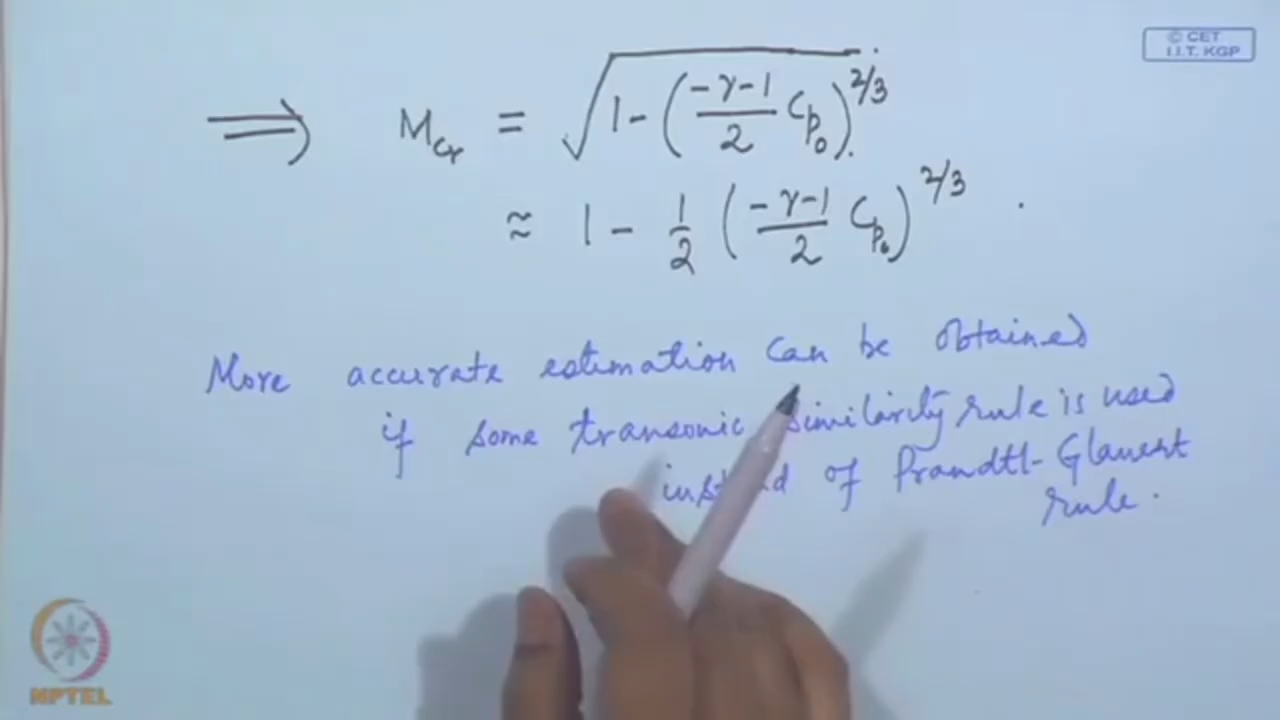 © CET
I.I.T. KGP
⟹ M_cr = √(1 - ((-γ-1)/2 C_p₀)^2/3)
≈ 1 - 1/2 ((-γ-1)/2 C_p₀)^2/3 .
More accurate estimation can be obtained
if some transonic similarity rule is used
of Prandtl-Glauert
rule.
NPTEL